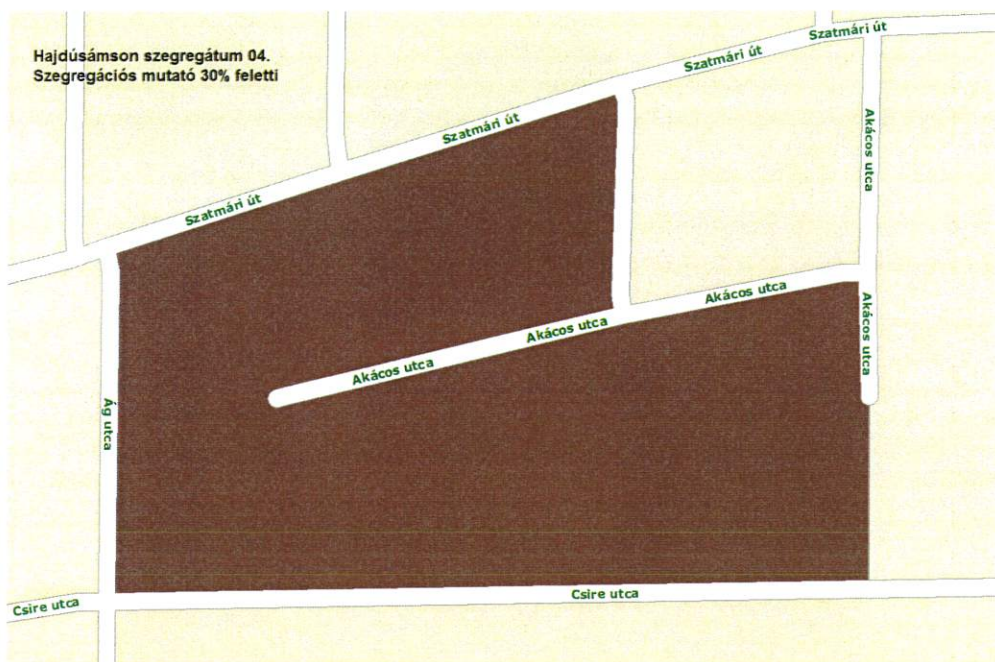 Hajdúsámson szegregátum 04.
Szegregációs mutató 30% feletti
Szatmári út
Szatmári út
Szatmári út
Szatmári út
Akácos utca
Akácos utca
Akácos utca
Akácos utca
Akácos utca
Ág utca
Csire utca
Csire utca